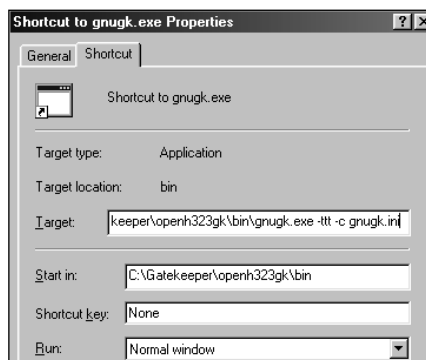 Shortcut to gnugk.exe Properties
General Shortcut
Shortcut to gnugk.exe
Target type: Application
Target location: bin
Target: keeper\openh323gk\bin\gnugk.exe -ttt -c gnugk.ini
Start in: C:\Gatekeeper\openh323gk\bin
Shortcut key: None
Run: Normal window